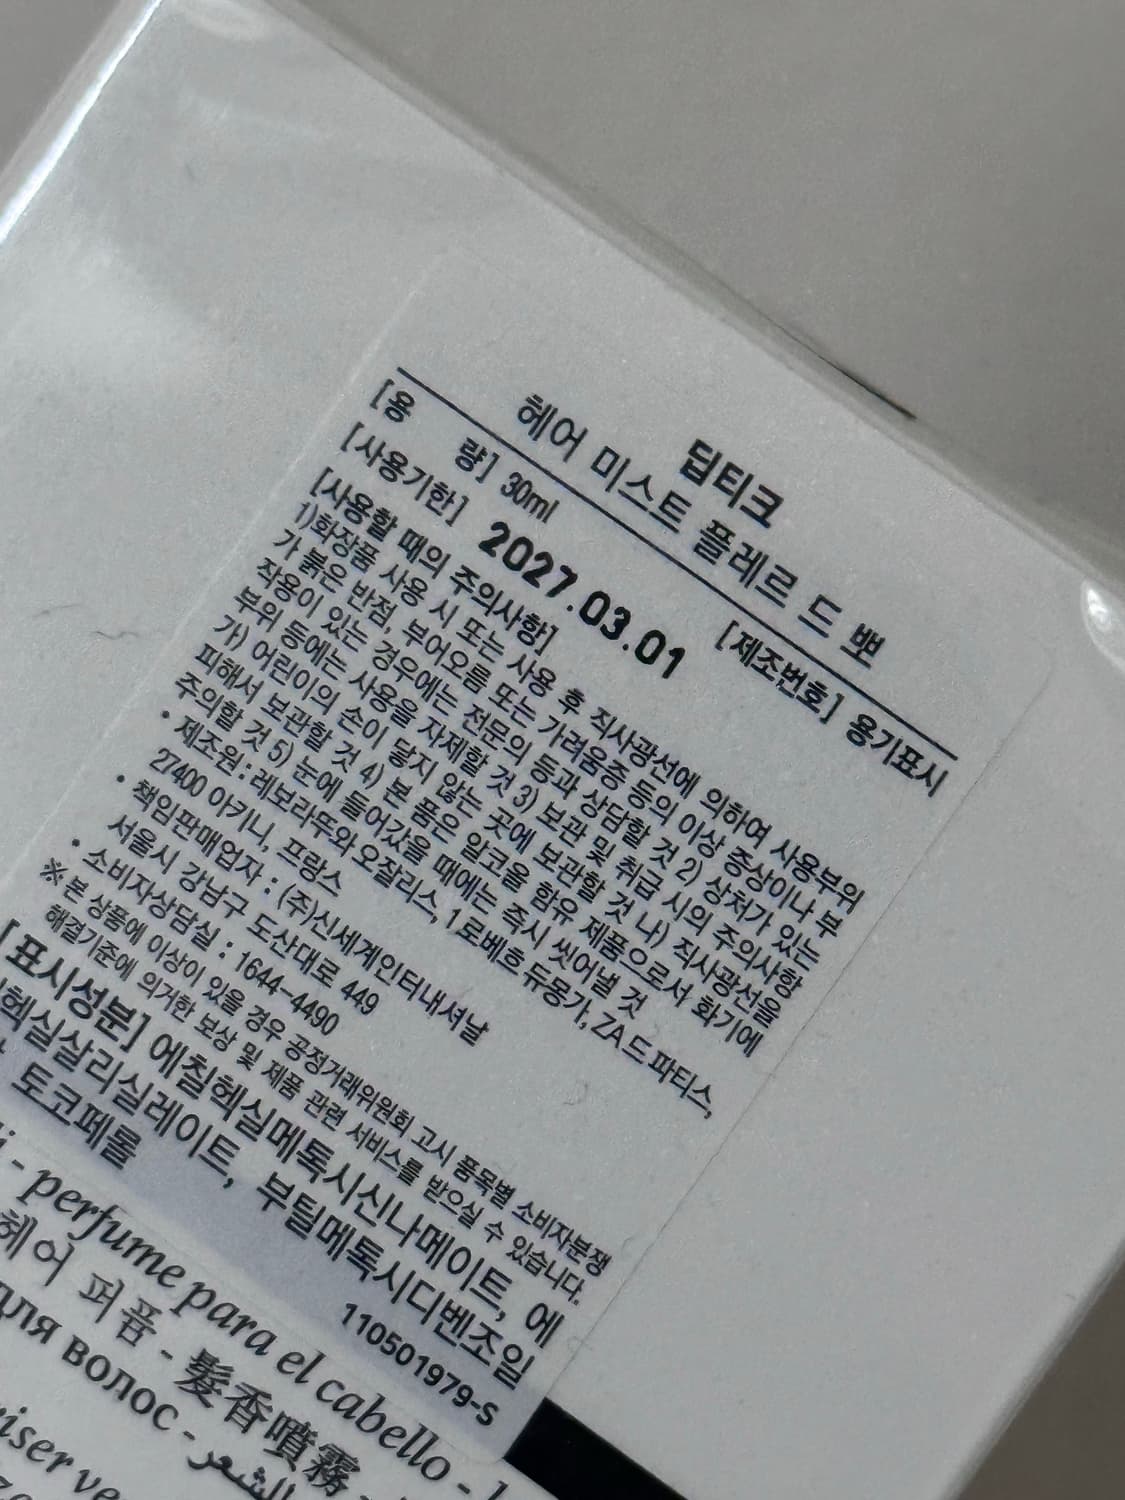 딥티크
헤어 미스트 플레르 드 뽀
[용 량] 30ml [제조번호] 용기표시
[사용기한] 2027.03.01
[사용할 때의 주의사항]
1)화장품 사용 시 또는 사용 후 직사광선에 의하여 사용부위
가 붉은 반점, 부어오름 또는 가려움증 등의 이상 증상이나 부
작용이 있는 경우에는 전문의 등과 상담할 것 2) 상처가 있는
부위 등에는 사용을 자제할 것 3) 보관 및 취급 시의 주의사항
가) 어린이의 손이 닿지 않는 곳에 보관할 것 나) 직사광선을
피해서 보관할 것 4) 본 품은 알코올 함유 제품으로서 화기에
주의할 것 5) 눈에 들어갔을 때에는 즉시 씻어낼 것
• 제조원 : 레보라뚜와 오잘리스, 1 로베흐 듀몽가, ZA 드 파티스,
27400 아키니, 프랑스
• 책임판매업자 : (주)신세계인터내셔날
서울시 강남구 도산대로 449
• 소비자상담실 : 1644-4490
※ 본 상품에 이상이 있을 경우 공정거래위원회 고시 품목별 소비자분쟁
해결기준에 의거한 보상 및 제품 관련 서비스를 받으실 수 있습니다.
[표시성분] 에칠헥실메톡시신나메이트, 에
칠헥실살리실레이트, 부틸메톡시디벤조일
토코페롤
110501979-S
- perfume para el cabello -
헤어 퍼퓸 - 髮香噴霧 -
для волос - الشعر